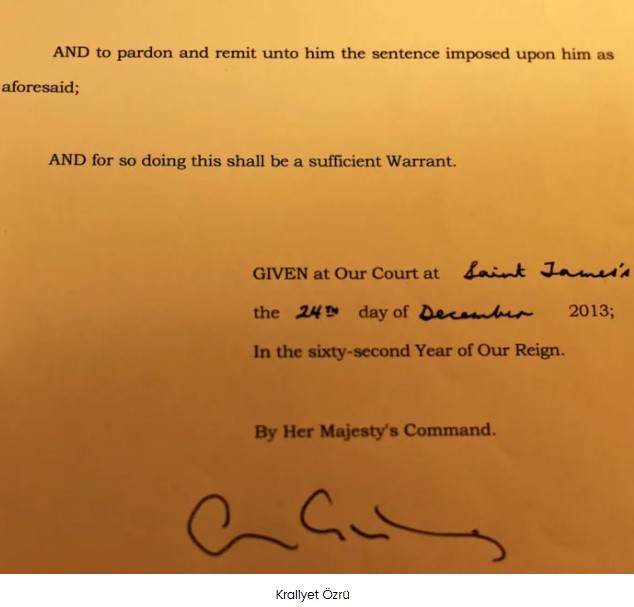 AND to pardon and remit unto him the sentence imposed upon him as
aforesaid;
AND for so doing this shall be a sufficient Warrant.
GIVEN at Our Court at Saint James's
the 24TH day of December 2013;
In the sixty-second Year of Our Reign.
By Her Majesty's Command.
Krallyet Özrü